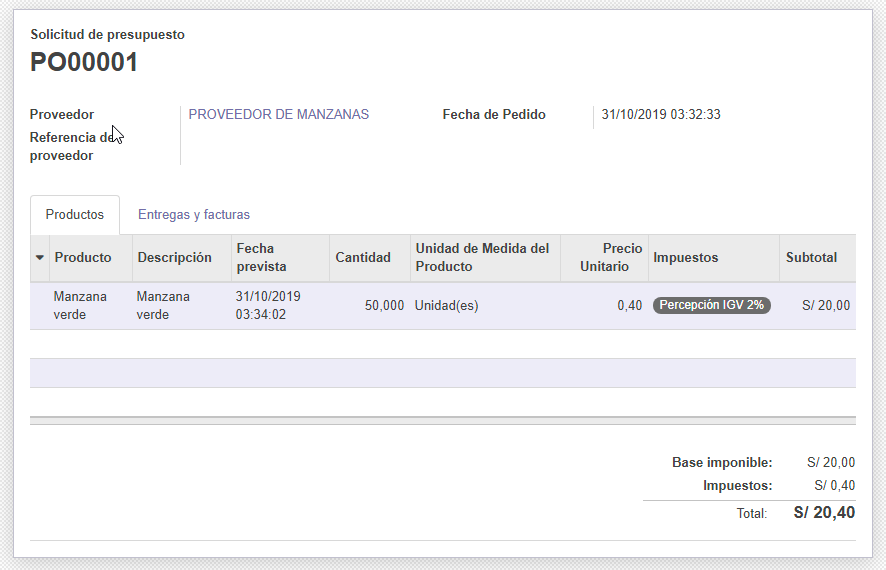 Solicitud de presupuesto
PO00001
Proveedor PROVEEDOR DE MANZANAS Fecha de Pedido 31/10/2019 03:32:33
Referencia de
proveedor
Productos Entregas y facturas
Producto Descripción Fecha prevista Cantidad Unidad de Medida del Producto Precio Unitario Impuestos Subtotal
Manzana verde Manzana verde 31/10/2019 03:34:02 50,000 Unidad(es) 0,40 Percepción IGV 2% S/ 20,00
Base imponible: S/ 20,00
Impuestos: S/ 0,40
Total: S/ 20,40